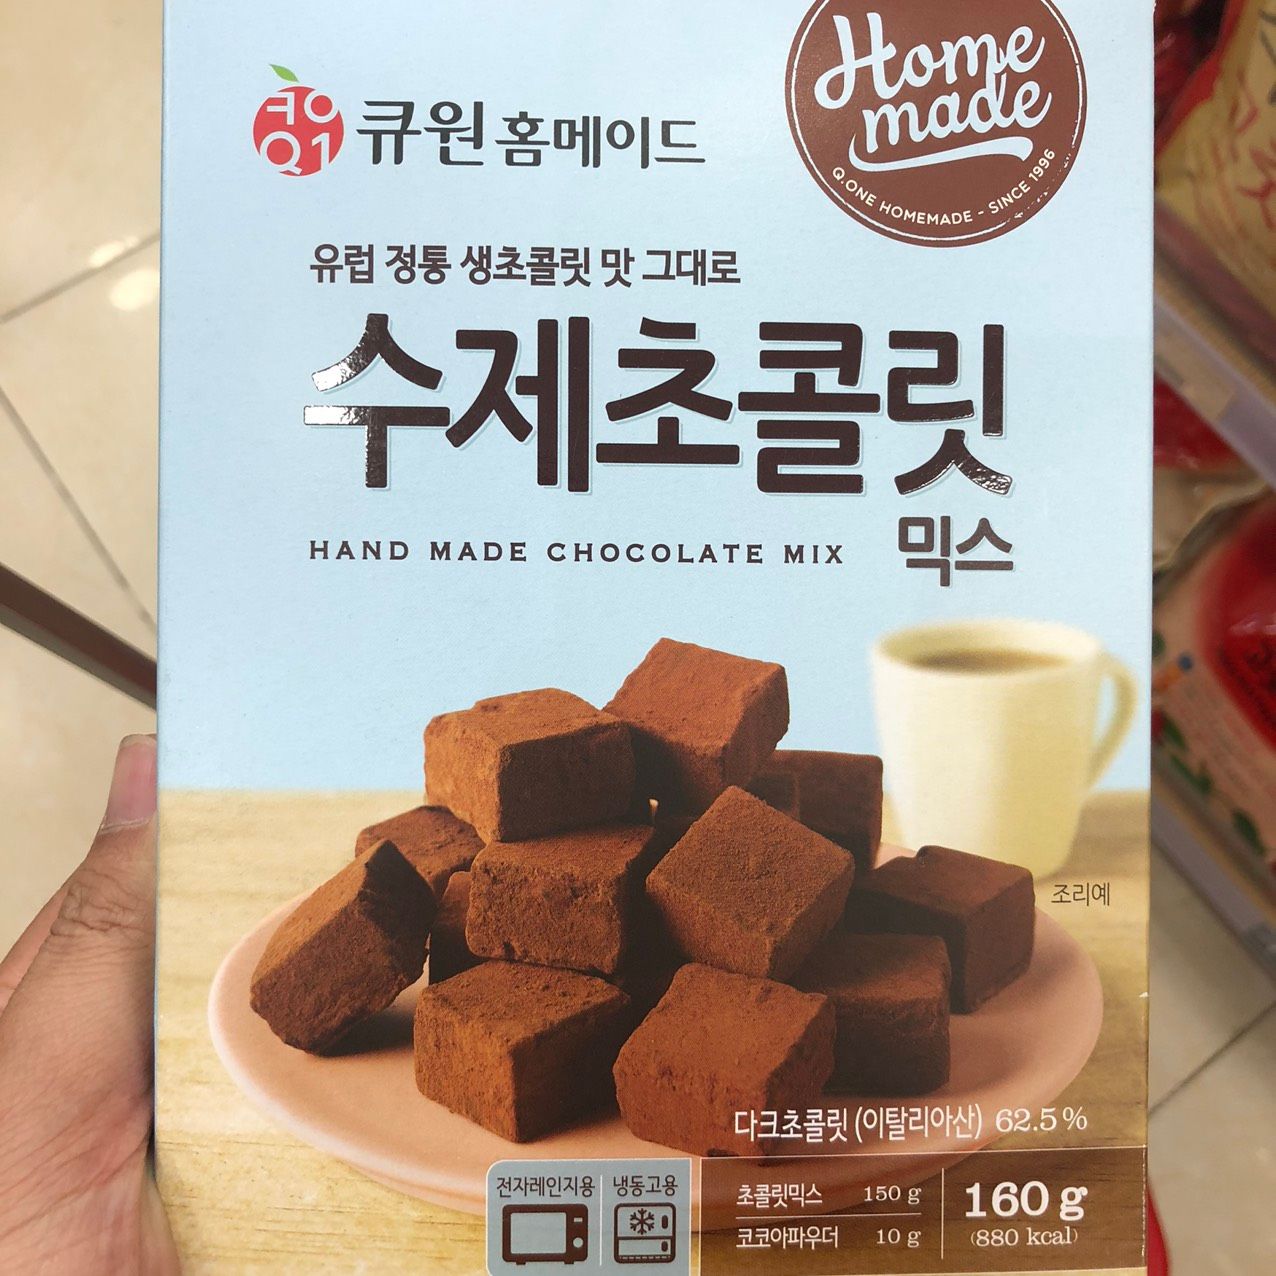 Home
made
Q.ONE HOMEMADE - SINCE 1996
큐원
Q1
큐원 홈메이드
유럽 정통 생초콜릿 맛 그대로
수제초콜릿
믹스
HAND MADE CHOCOLATE MIX
조리예
다크초콜릿 (이탈리아산) 62.5%
전자레인지용 냉동고용
초콜릿믹스 150 g
코코아파우더 10 g
160 g
(880 kcal)